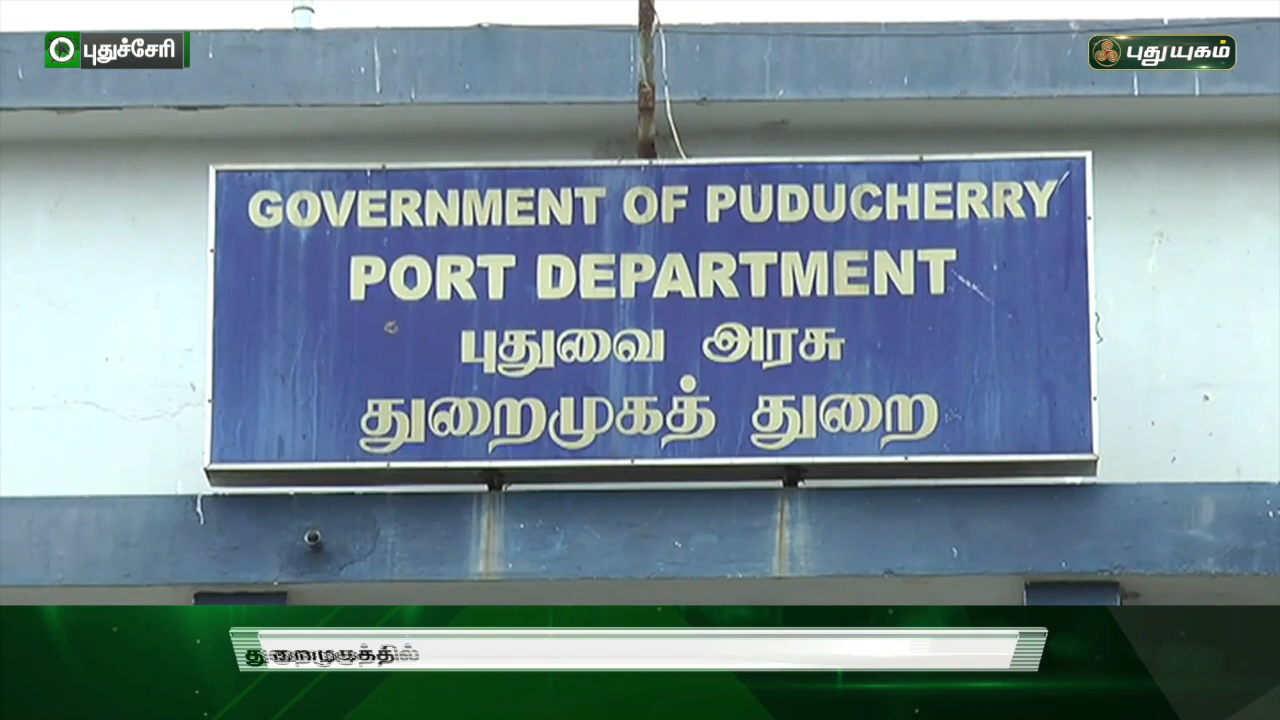 புதுச்சேரி
புதுயுகம்
GOVERNMENT OF PUDUCHERRY
PORT DEPARTMENT
புதுவை அரசு
துறைமுகத் துறை
துறைமுகத்தில்